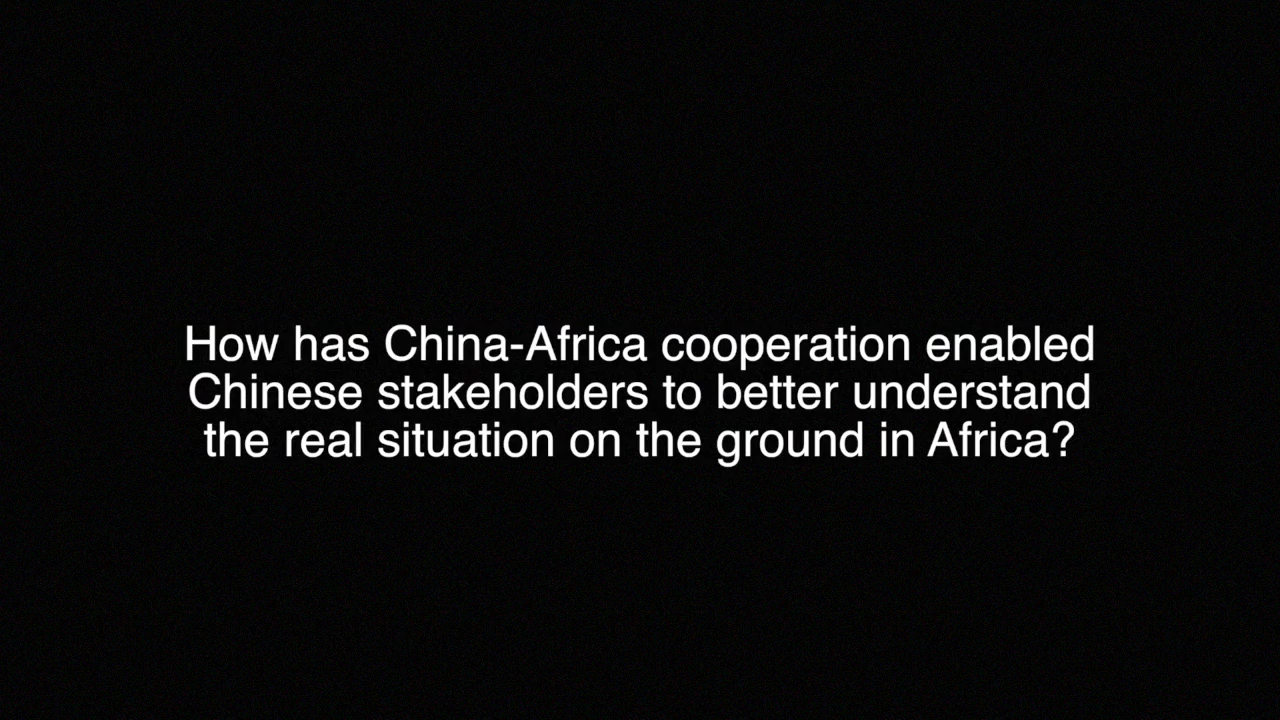 How has China-Africa cooperation enabled
Chinese stakeholders to better understand
the real situation on the ground in Africa?